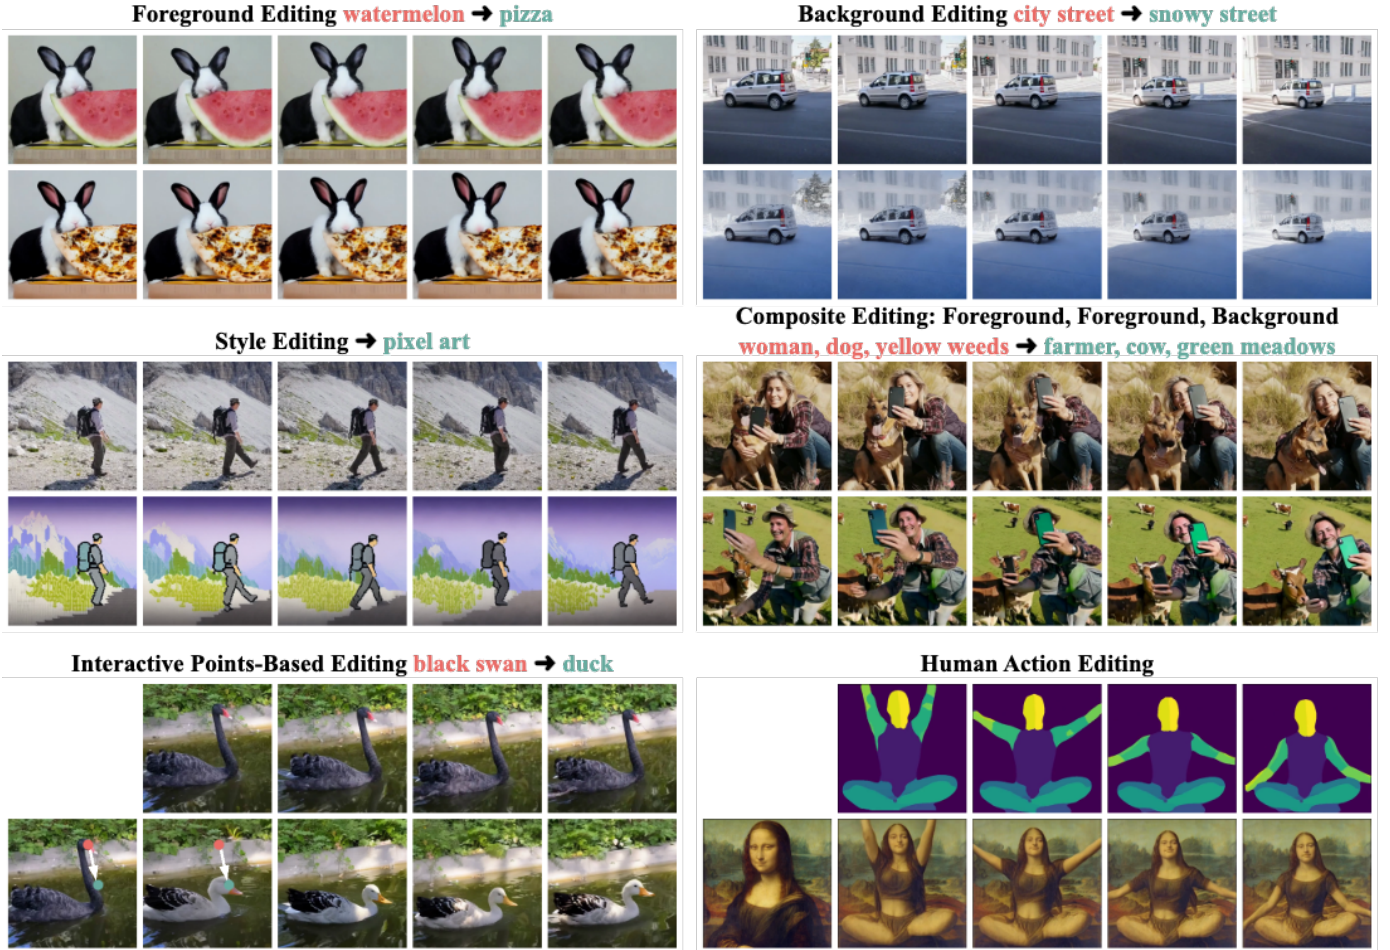 Foreground Editing watermelon ➔ pizza
Background Editing city street ➔ snowy street
Style Editing ➔ pixel art
Composite Editing: Foreground, Foreground, Background
woman, dog, yellow weeds ➔ farmer, cow, green meadows
Interactive Points-Based Editing black swan ➔ duck
Human Action Editing